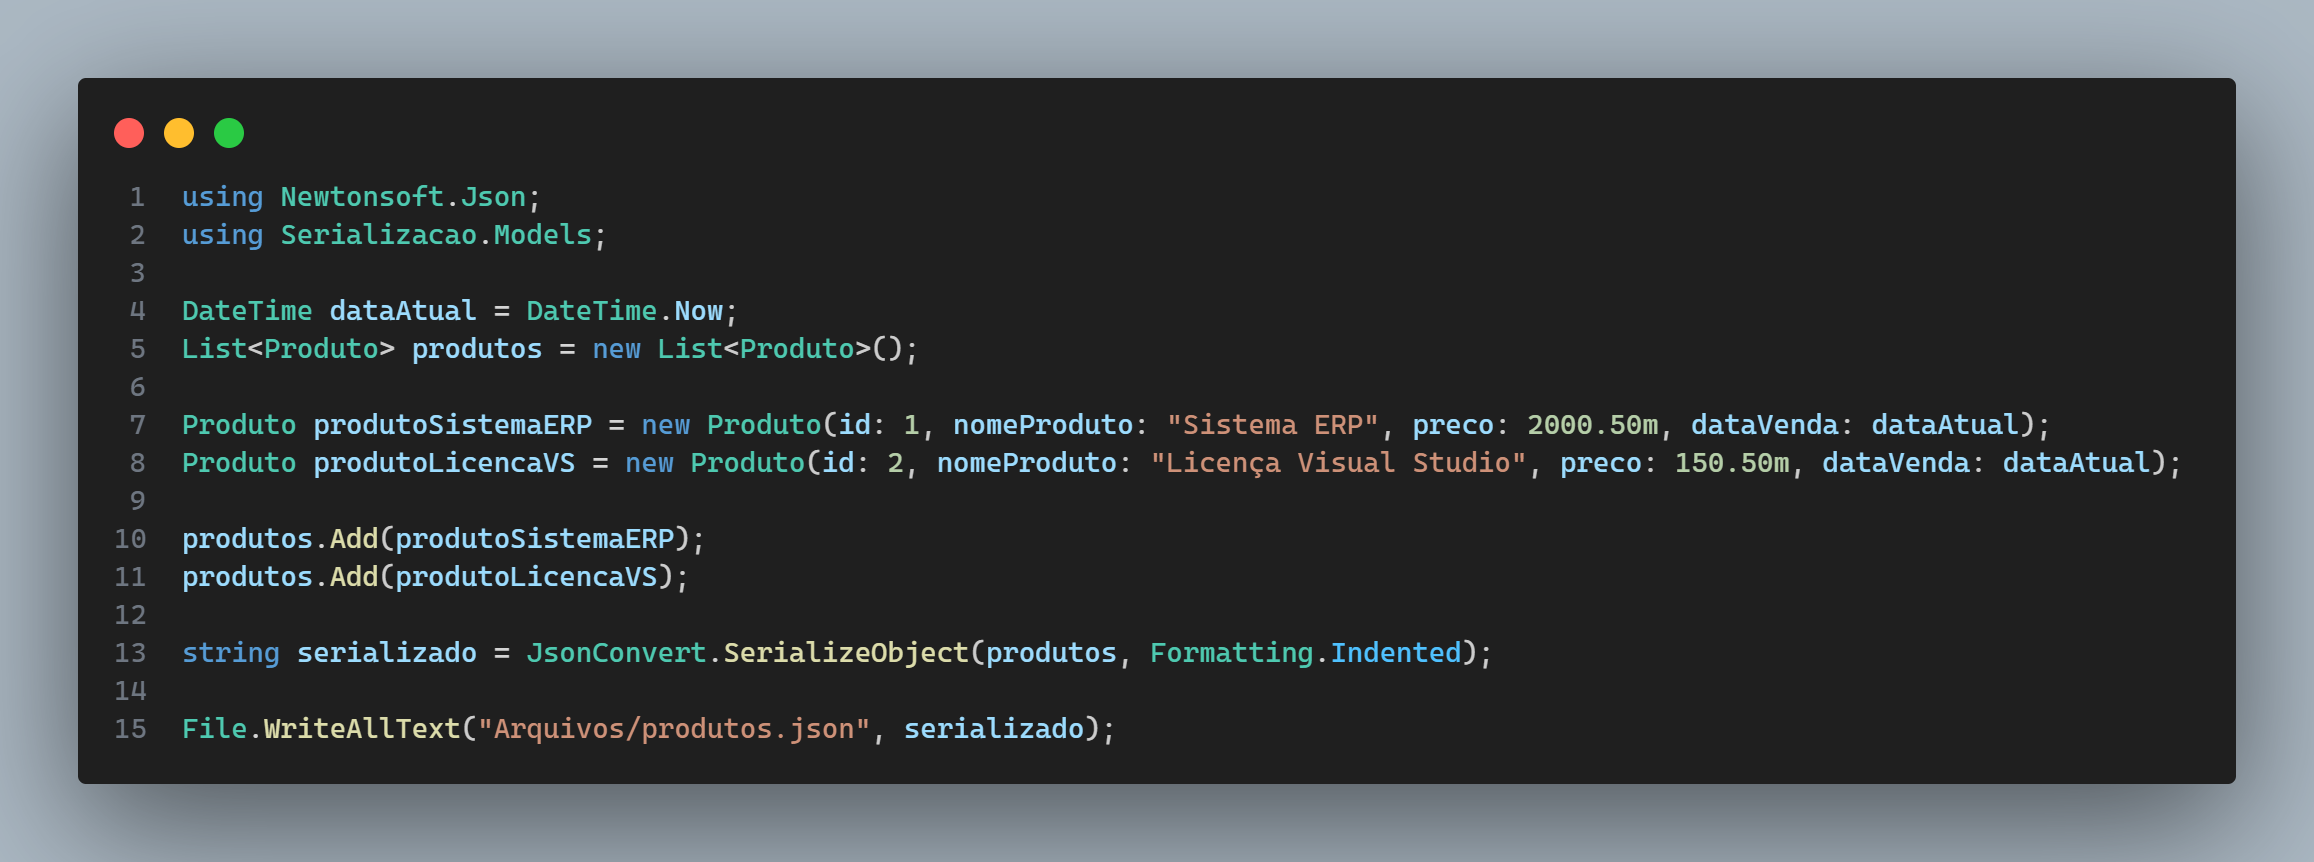 1 using Newtonsoft.Json;
2 using Serializacao.Models;
3
4 DateTime dataAtual = DateTime.Now;
5 List<Produto> produtos = new List<Produto>();
6
7 Produto produtoSistemaERP = new Produto(id: 1, nomeProduto: "Sistema ERP", preco: 2000.50m, dataVenda: dataAtual);
8 Produto produtoLicencaVS = new Produto(id: 2, nomeProduto: "Licença Visual Studio", preco: 150.50m, dataVenda: dataAtual);
9
10 produtos.Add(produtoSistemaERP);
11 produtos.Add(produtoLicencaVS);
12
13 string serializado = JsonConvert.SerializeObject(produtos, Formatting.Indented);
14
15 File.WriteAllText("Arquivos/produtos.json", serializado);